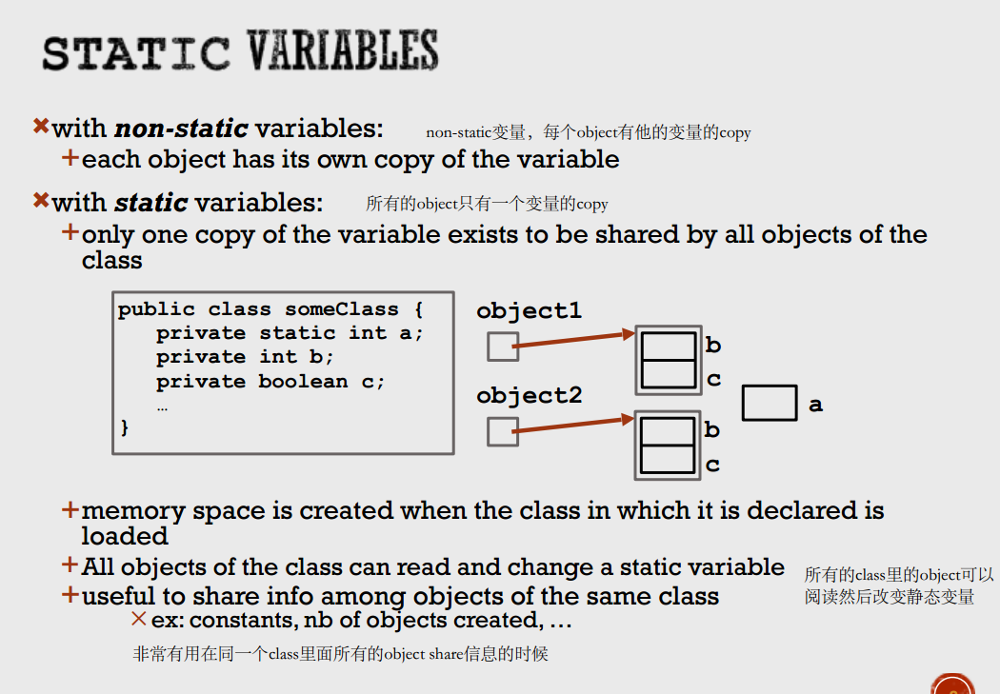 STATIC VARIABLES
with non-static variables:
non-static变量，每个object有他的变量的copy
each object has its own copy of the variable
with static variables:
所有的object只有一个变量的copy
only one copy of the variable exists to be shared by all objects of the
class
public class someClass {
private static int a;
private int b;
private boolean c;
…
}
object1
b
c
object2
b
c
a
memory space is created when the class in which it is declared is
loaded
All objects of the class can read and change a static variable
所有的class里的object可以
阅读然后改变静态变量
useful to share info among objects of the same class
ex: constants, nb of objects created, …
非常有用在同一个class里面所有的object share信息的时候